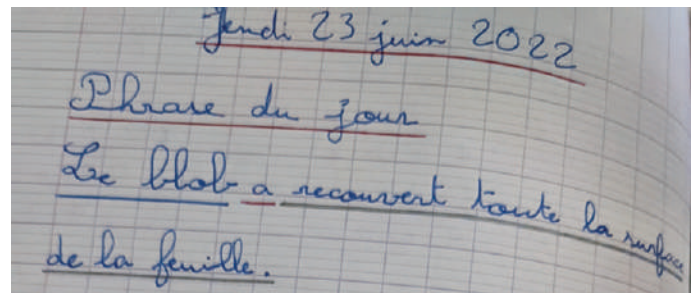 Jeudi 23 juin 2022
Phrase du jour
Le blob a recouvert toute la surface
de la feuille.